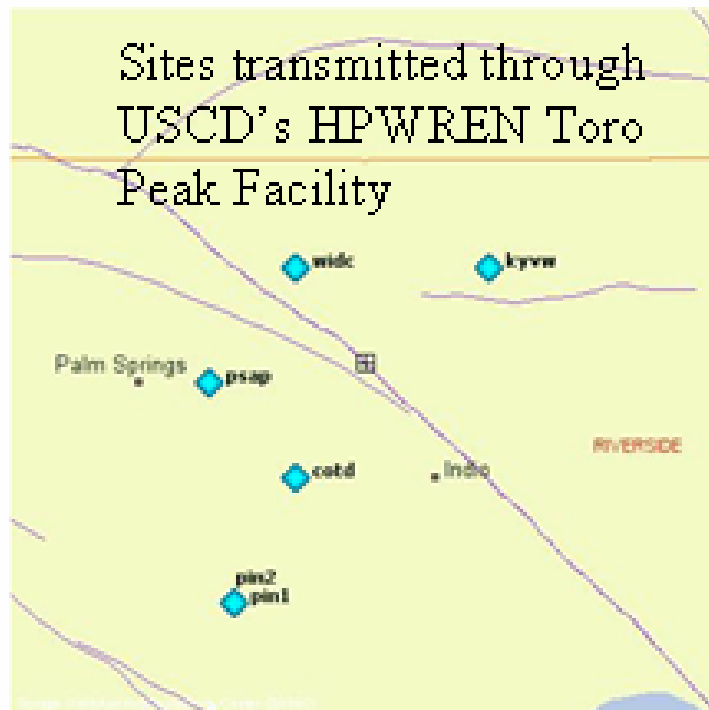 Sites transmitted through
USCD's HPWREN Toro
Peak Facility
widc
kyvw
Palm Springs
psap
RIVERSIDE
cotd
Indio
pin2
pin1